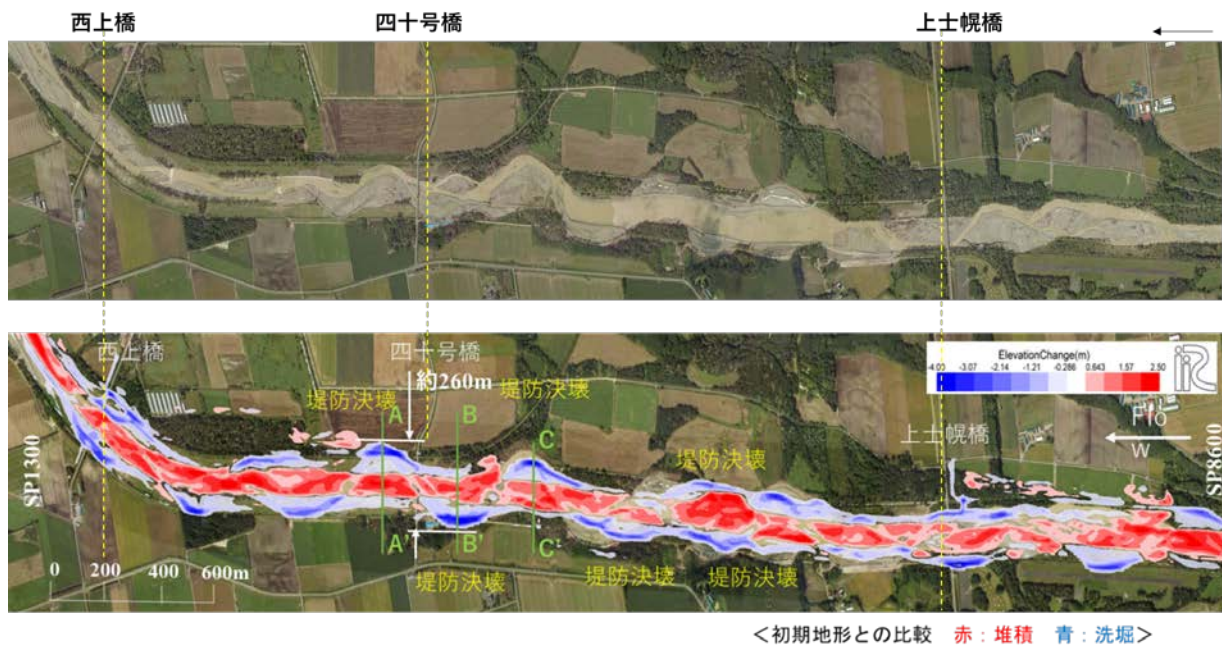 西上橋
四十号橋
上士幌橋
西上橋
四十号橋
約260m
堤防決壊
堤防決壊
A
B
C
堤防決壊
上士幌橋
ElevationChange(m)
-4.00 -3.07 -2.14 -1.21 -0.286 0.643 1.57 2.50
iRIC
Flo
W
SP1300
SP8600
A'
B'
C'
堤防決壊
堤防決壊
堤防決壊
0 200 400 600m
<初期地形との比較 赤：堆積 青：洗堀>